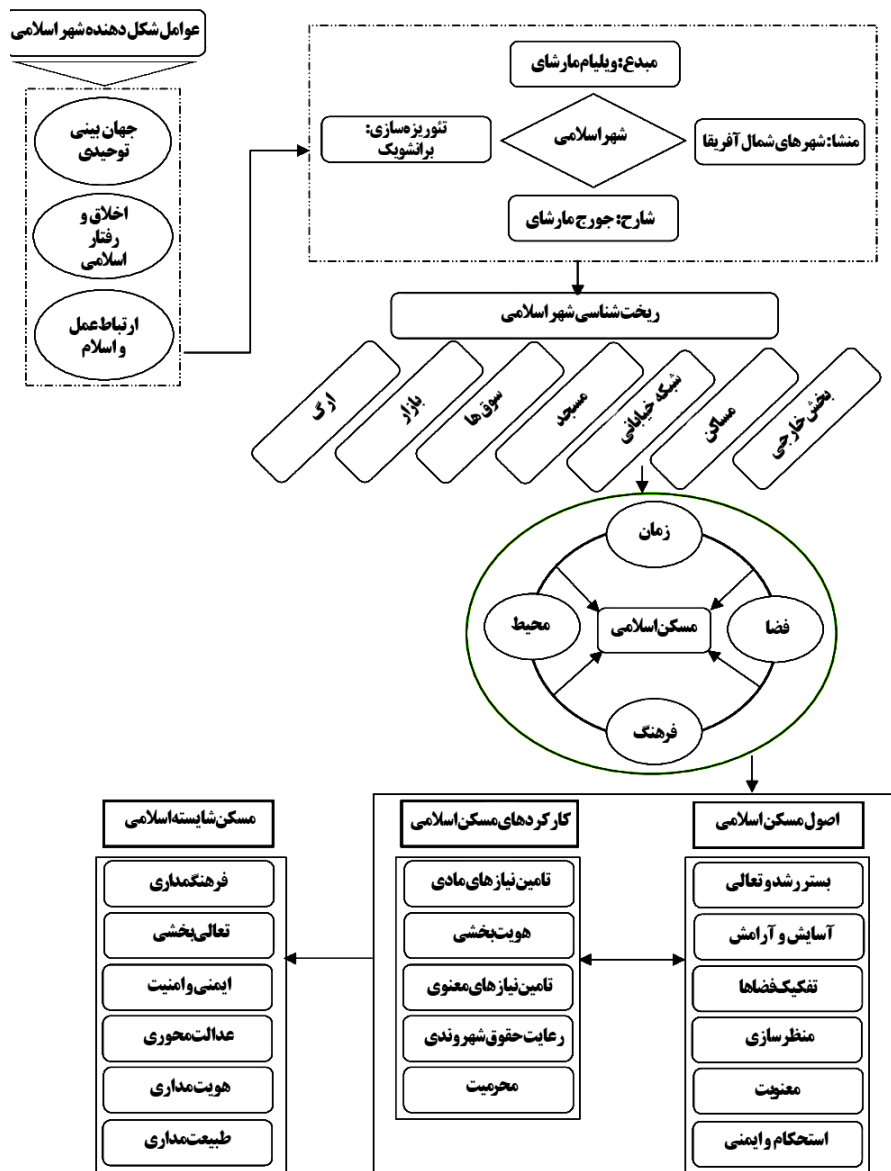 عوامل شکل دهنده شهر اسلامی
جهان بینی
توحیدی
اخلاق و
رفتار
اسلامی
ارتباط عمل
و اسلام
مبدع: ویلیام مارشای
منشا: شهرهای شمال آفریقا
شهر اسلامی
تئوریزه سازی:
برانشویک
شارح: جورج مارشای
ریخت شناسی شهر اسلامی
بخش خارجی
مساکن
شبکه خیابانی
مسجد
سوق ها
بازار
ارگ
زمان
فضا
مسکن اسلامی
محیط
فرهنگ
اصول مسکن اسلامی
بستر رشد و تعالی
آسایش و آرامش
تفکیک فضاها
منظرسازی
معنویت
استحکام و ایمنی
کارکردهای مسکن اسلامی
تامین نیازهای مادی
هویت بخشی
تامین نیازهای معنوی
رعایت حقوق شهروندی
محرمیت
مسکن شایسته اسلامی
فرهنگمداری
تعالی بخشی
ایمنی و امنیت
عدالت محوری
هویت مداری
طبیعت مداری